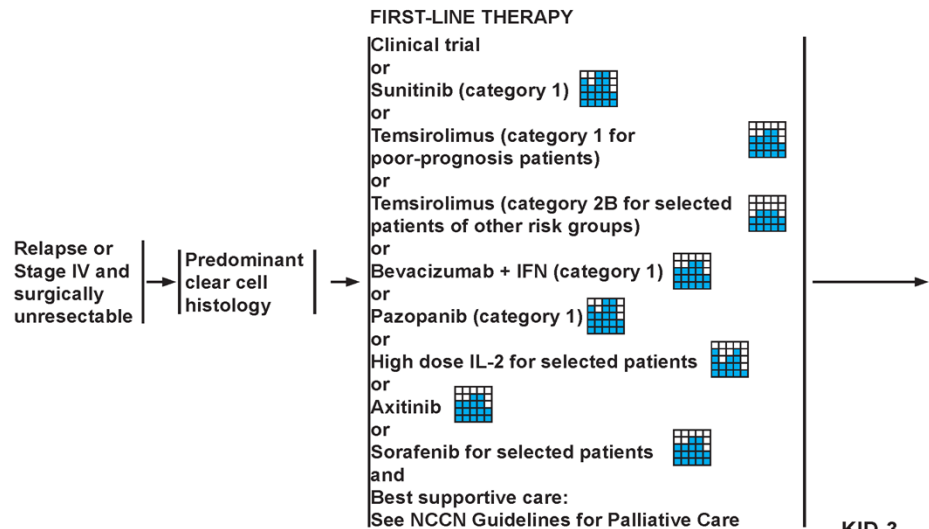 FIRST-LINE THERAPY
Relapse or
Stage IV and
surgically
unresectable
Predominant
clear cell
histology
Clinical trial
or
Sunitinib (category 1)
or
Temsirolimus (category 1 for
poor-prognosis patients)
or
Temsirolimus (category 2B for selected
patients of other risk groups)
or
Bevacizumab + IFN (category 1)
or
Pazopanib (category 1)
or
High dose IL-2 for selected patients
or
Axitinib
or
Sorafenib for selected patients
and
Best supportive care:
See NCCN Guidelines for Palliative Care